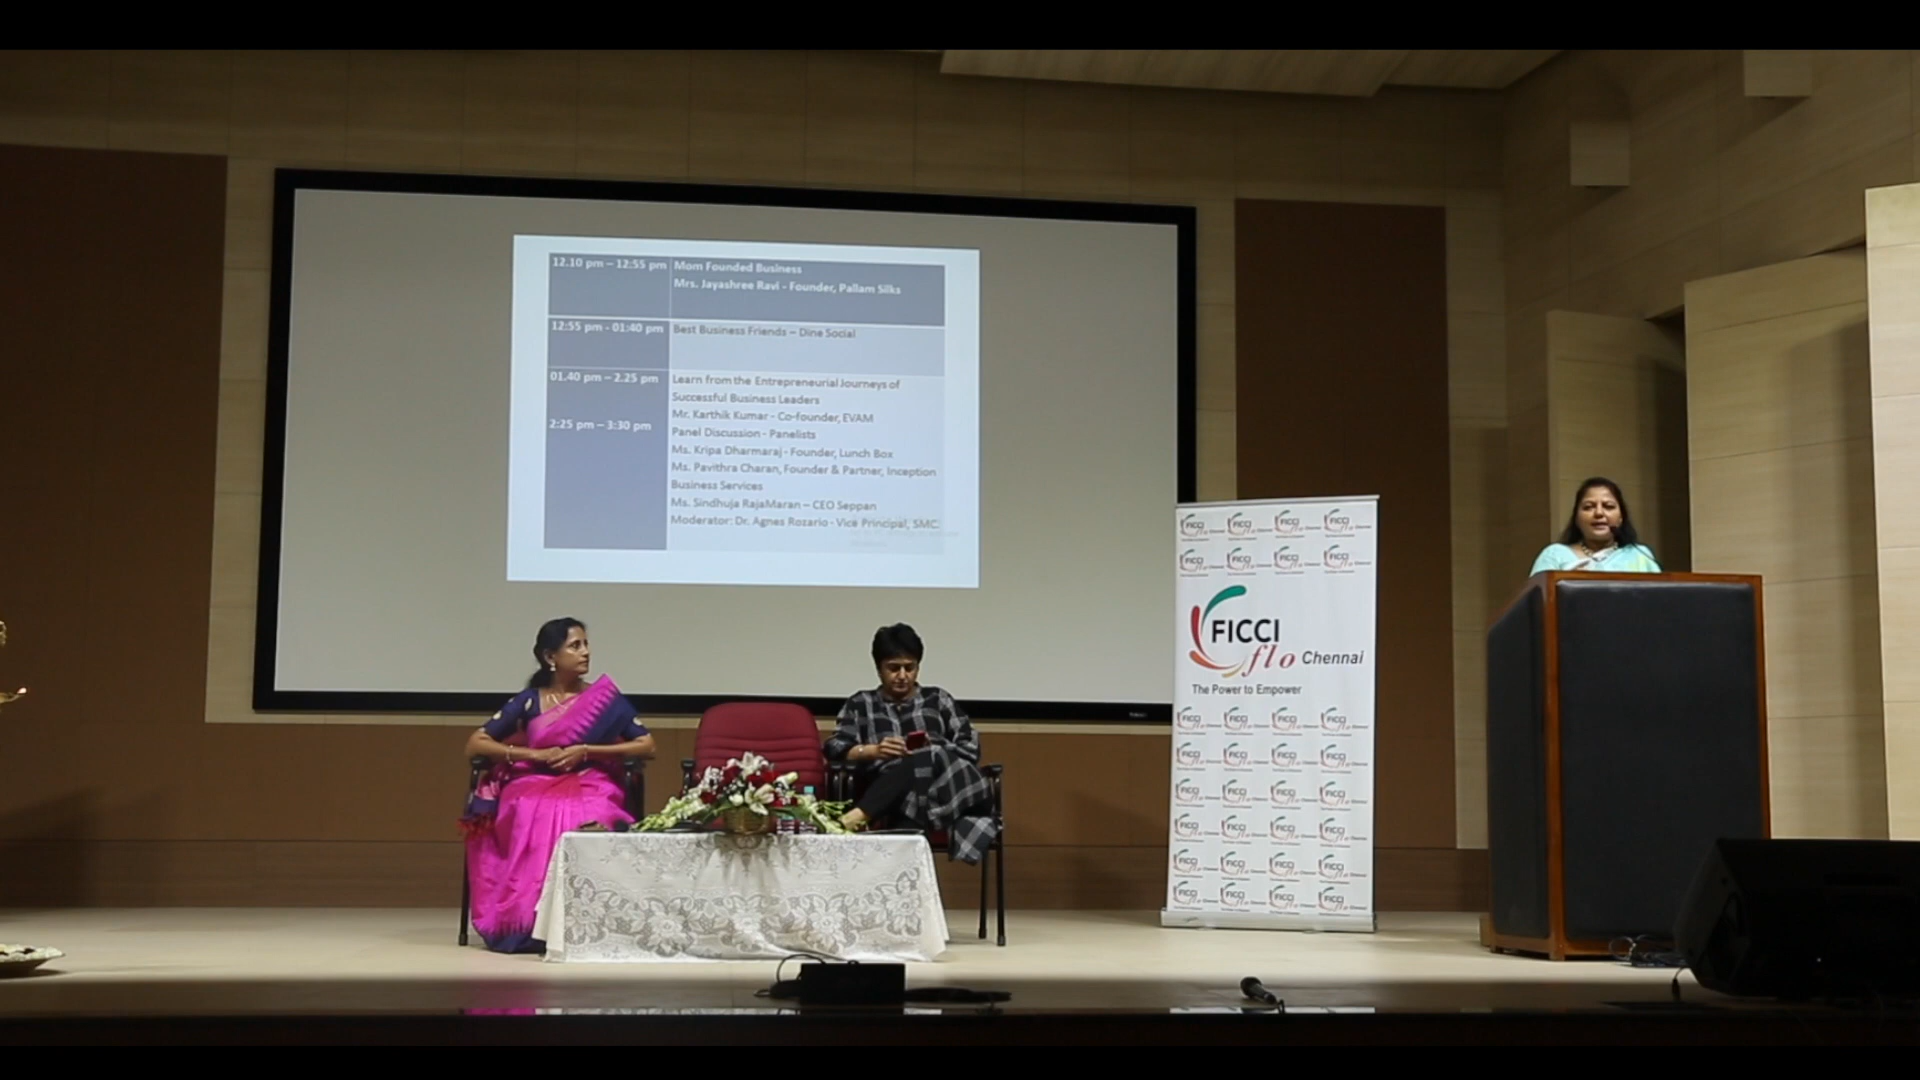 12.10 pm – 12:55 pm
Mom Founded Business
Mrs. Jayashree Ravi - Founder, Pallam Silks
12:55 pm - 01:40 pm
Best Business Friends – Dine Social
01.40 pm – 2.25 pm
Learn from the Entrepreneurial Journeys of
Successful Business Leaders
Mr. Karthik Kumar - Co-founder, EVAM
2:25 pm – 3:30 pm
Panel Discussion - Panelists
Ms. Kripa Dharmaraj - Founder, Lunch Box
Ms. Pavithra Charan, Founder & Partner, Inception
Business Services
Ms. Sindhuja RajaMaran – CEO Seppan
Moderator: Dr. Agnes Rozario - Vice Principal, SMC.
FICCI
flo Chennai
The Power to Empower